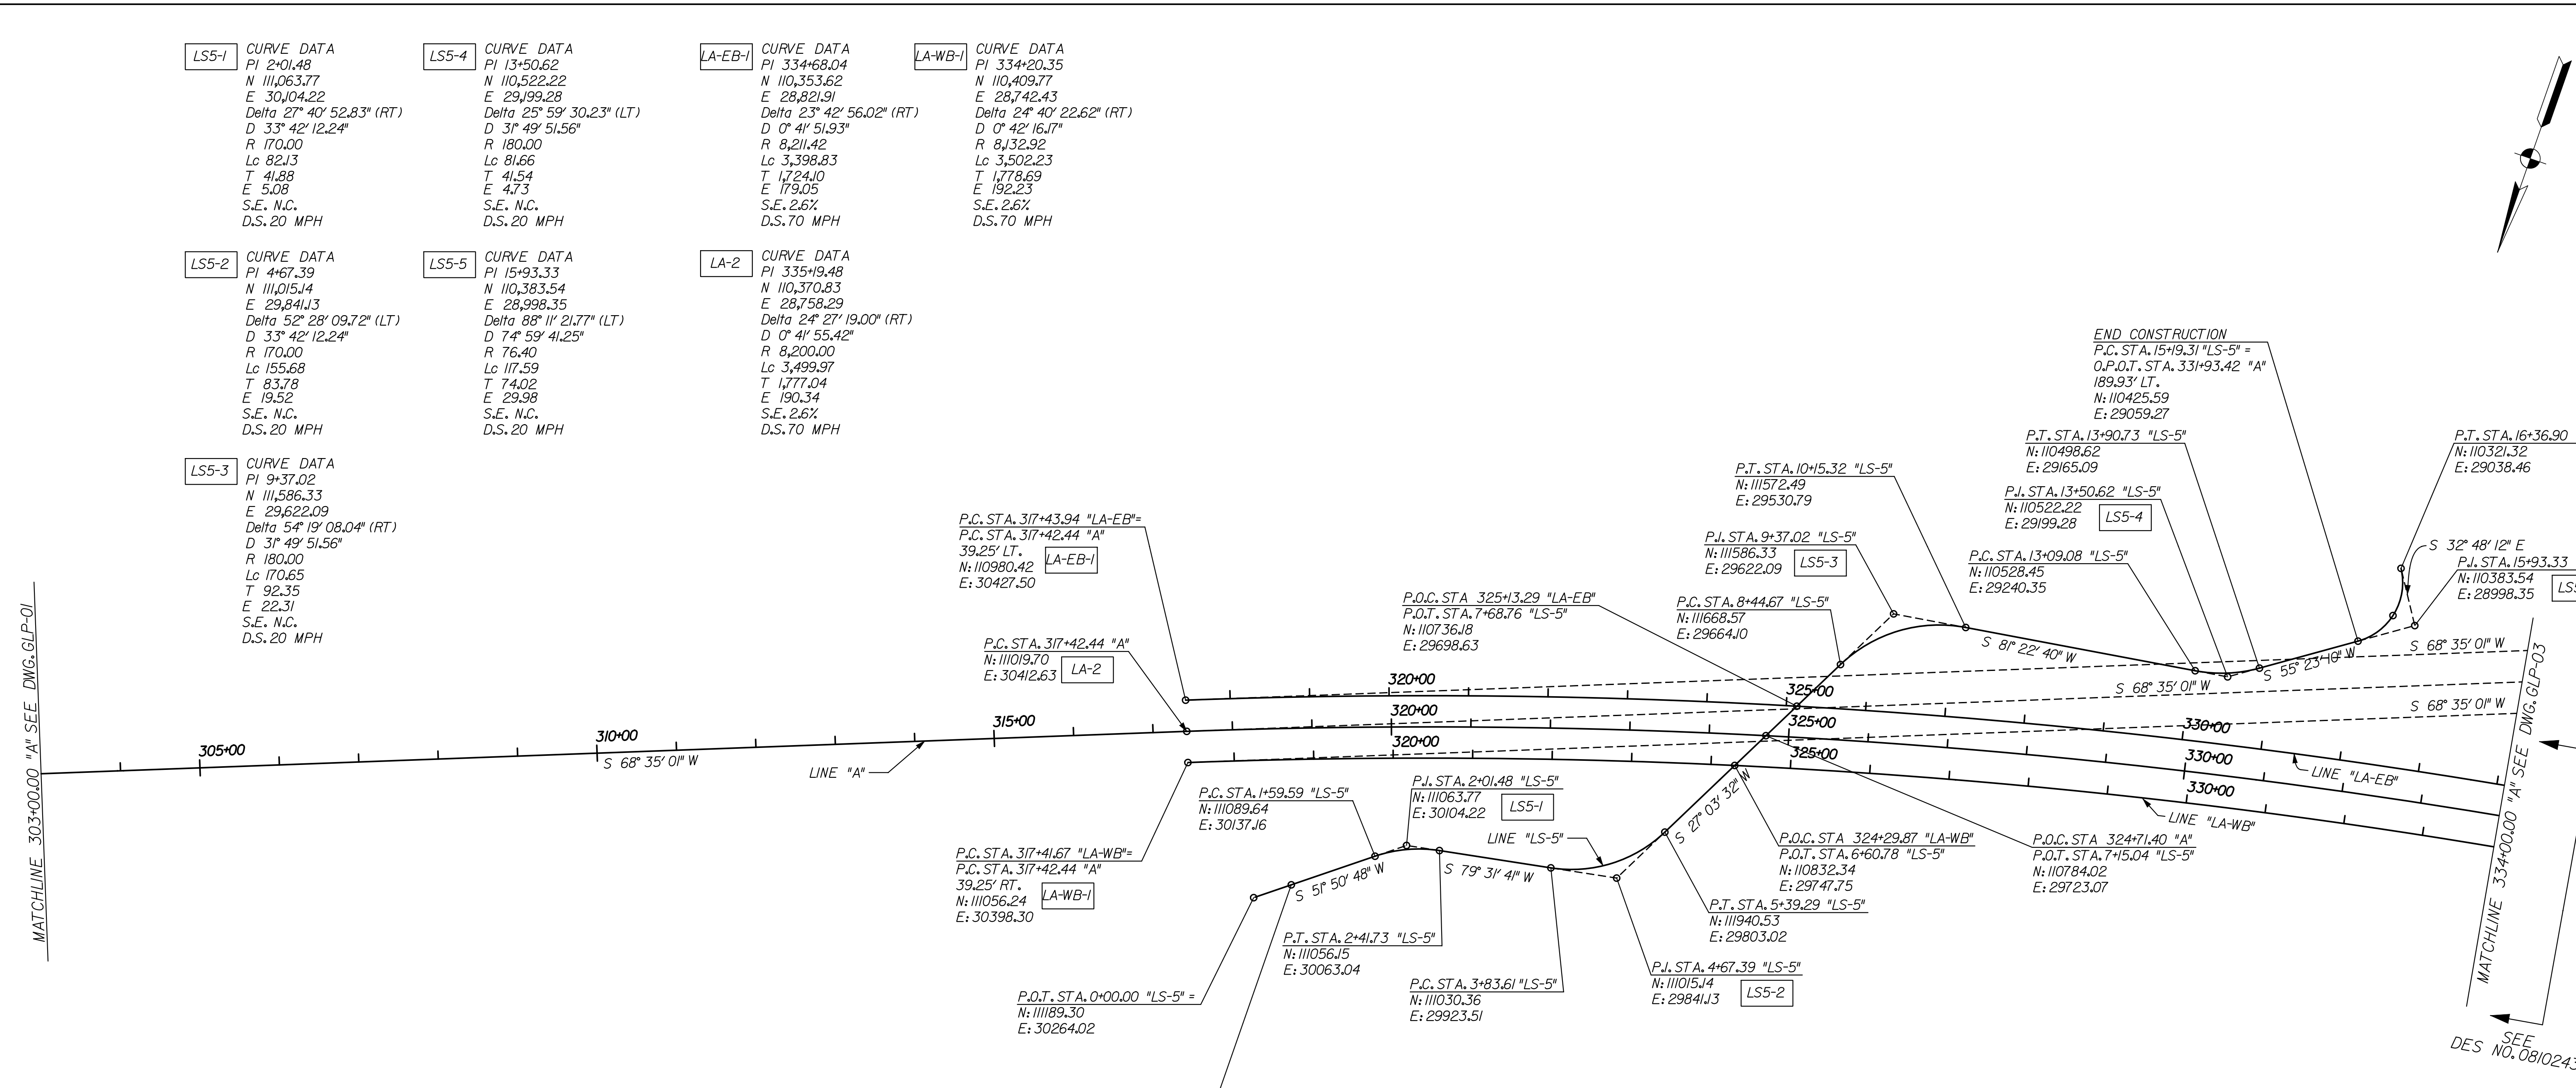 LS5-1
CURVE DATA
PI 2+01.48
N 111,063.77
E 30,104.22
Delta 27° 40' 52.83" (RT)
D 33° 42' 12.24"
R 170.00
Lc 82.13
T 41.88
E 5.08
S.E. N.C.
D.S. 20 MPH
LS5-4
CURVE DATA
PI 13+50.62
N 110,522.22
E 29,199.28
Delta 25° 59' 30.23" (LT)
D 31° 49' 51.56"
R 180.00
Lc 81.66
T 41.54
E 4.73
S.E. N.C.
D.S. 20 MPH
LA-EB-1
CURVE DATA
PI 334+68.04
N 110,353.62
E 28,821.91
Delta 23° 42' 56.02" (RT)
D 0° 41' 51.93"
R 8,211.42
Lc 3,398.83
T 1,724.10
E 179.05
S.E. 2.6%
D.S. 70 MPH
LA-WB-1
CURVE DATA
PI 334+20.35
N 110,409.77
E 28,742.43
Delta 24° 40' 22.62" (RT)
D 0° 42' 16.17"
R 8,132.92
Lc 3,502.23
T 1,778.69
E 192.23
S.E. 2.6%
D.S. 70 MPH
LS5-2
CURVE DATA
PI 4+67.39
N 111,015.14
E 29,841.13
Delta 52° 28' 09.72" (LT)
D 33° 42' 12.24"
R 170.00
Lc 155.68
T 83.78
E 19.52
S.E. N.C.
D.S. 20 MPH
LS5-5
CURVE DATA
PI 15+93.33
N 110,383.54
E 28,998.35
Delta 88° 11' 21.77" (LT)
D 74° 59' 41.25"
R 76.40
Lc 117.59
T 74.02
E 29.98
S.E. N.C.
D.S. 20 MPH
LA-2
CURVE DATA
PI 335+19.48
N 110,370.83
E 28,758.29
Delta 24° 27' 19.00" (RT)
D 0° 41' 55.42"
R 8,200.00
Lc 3,499.97
T 1,777.04
E 190.34
S.E. 2.6%
D.S. 70 MPH
LS5-3
CURVE DATA
PI 9+37.02
N 111,586.33
E 29,622.09
Delta 54° 19' 08.04" (RT)
D 31° 49' 51.56"
R 180.00
Lc 170.65
T 92.35
E 22.31
S.E. N.C.
D.S. 20 MPH
END CONSTRUCTION
P.C. STA. 15+19.31 "LS-5" =
O.P.O.T. STA. 331+93.42 "A"
189.93' LT.
N: 110425.59
E: 29059.27
P.T. STA. 13+90.73 "LS-5"
N: 110498.62
E: 29165.09
P.T. STA. 16+36.90
N: 110321.32
E: 29038.46
P.T. STA. 10+15.32 "LS-5"
N: 111572.49
E: 29530.79
P.I. STA. 13+50.62 "LS-5"
N: 110522.22
E: 29199.28
LS5-4
P.C. STA. 317+43.94 "LA-EB"=
P.C. STA. 317+42.44 "A"
39.25' LT.
N: 110980.42
E: 30427.50
LA-EB-1
P.I. STA. 9+37.02 "LS-5"
N: 111586.33
E: 29622.09
LS5-3
P.C. STA. 13+09.08 "LS-5"
N: 110528.45
E: 29240.35
S 32° 48' 12" E
P.I. STA. 15+93.33
N: 110383.54
E: 28998.35
P.O.C. STA 325+13.29 "LA-EB"
P.O.T. STA. 7+68.76 "LS-5"
N: 110736.18
E: 29698.63
P.C. STA. 8+44.67 "LS-5"
N: 111668.57
E: 29664.10
P.C. STA. 317+42.44 "A"
N: 111019.70
E: 30412.63
LA-2
S 81° 22' 40" W
S 55° 23' 10" W
S 68° 35' 01" W
S 68° 35' 01" W
S 68° 35' 01" W
320+00
325+00
330+00
305+00
310+00
315+00
320+00
325+00
330+00
320+00
325+00
330+00
S 68° 35' 01" W
LINE "A"
LINE "LA-EB"
LINE "LA-WB"
MATCHLINE 303+00.00 "A" SEE DWG. GLP-01
MATCHLINE 334+00.00 "A" SEE DWG. GLP-03
P.C. STA. 1+59.59 "LS-5"
N: 111089.64
E: 30137.16
P.I. STA. 2+01.48 "LS-5"
N: 111063.77
E: 30104.22
LS5-1
LINE "LS-5"
S 27° 03' 32" W
P.C. STA. 317+41.67 "LA-WB"=
P.C. STA. 317+42.44 "A"
39.25' RT.
N: 111056.24
E: 30398.30
LA-WB-1
S 51° 50' 48" W
S 79° 31' 41" W
P.O.C. STA 324+29.87 "LA-WB"
P.O.T. STA. 6+60.78 "LS-5"
N: 110832.34
E: 29747.75
P.O.C. STA 324+71.40 "A"
P.O.T. STA. 7+15.04 "LS-5"
N: 110784.02
E: 29723.07
P.T. STA. 5+39.29 "LS-5"
N: 111940.53
E: 29803.02
P.T. STA. 2+41.73 "LS-5"
N: 111056.15
E: 30063.04
P.I. STA. 4+67.39 "LS-5"
N: 111015.14
E: 29841.13
LS5-2
P.C. STA. 3+83.61 "LS-5"
N: 111030.36
E: 29923.51
P.O.T. STA. 0+00.00 "LS-5" =
N: 111189.30
E: 30264.02
SEE
DES NO. 081024